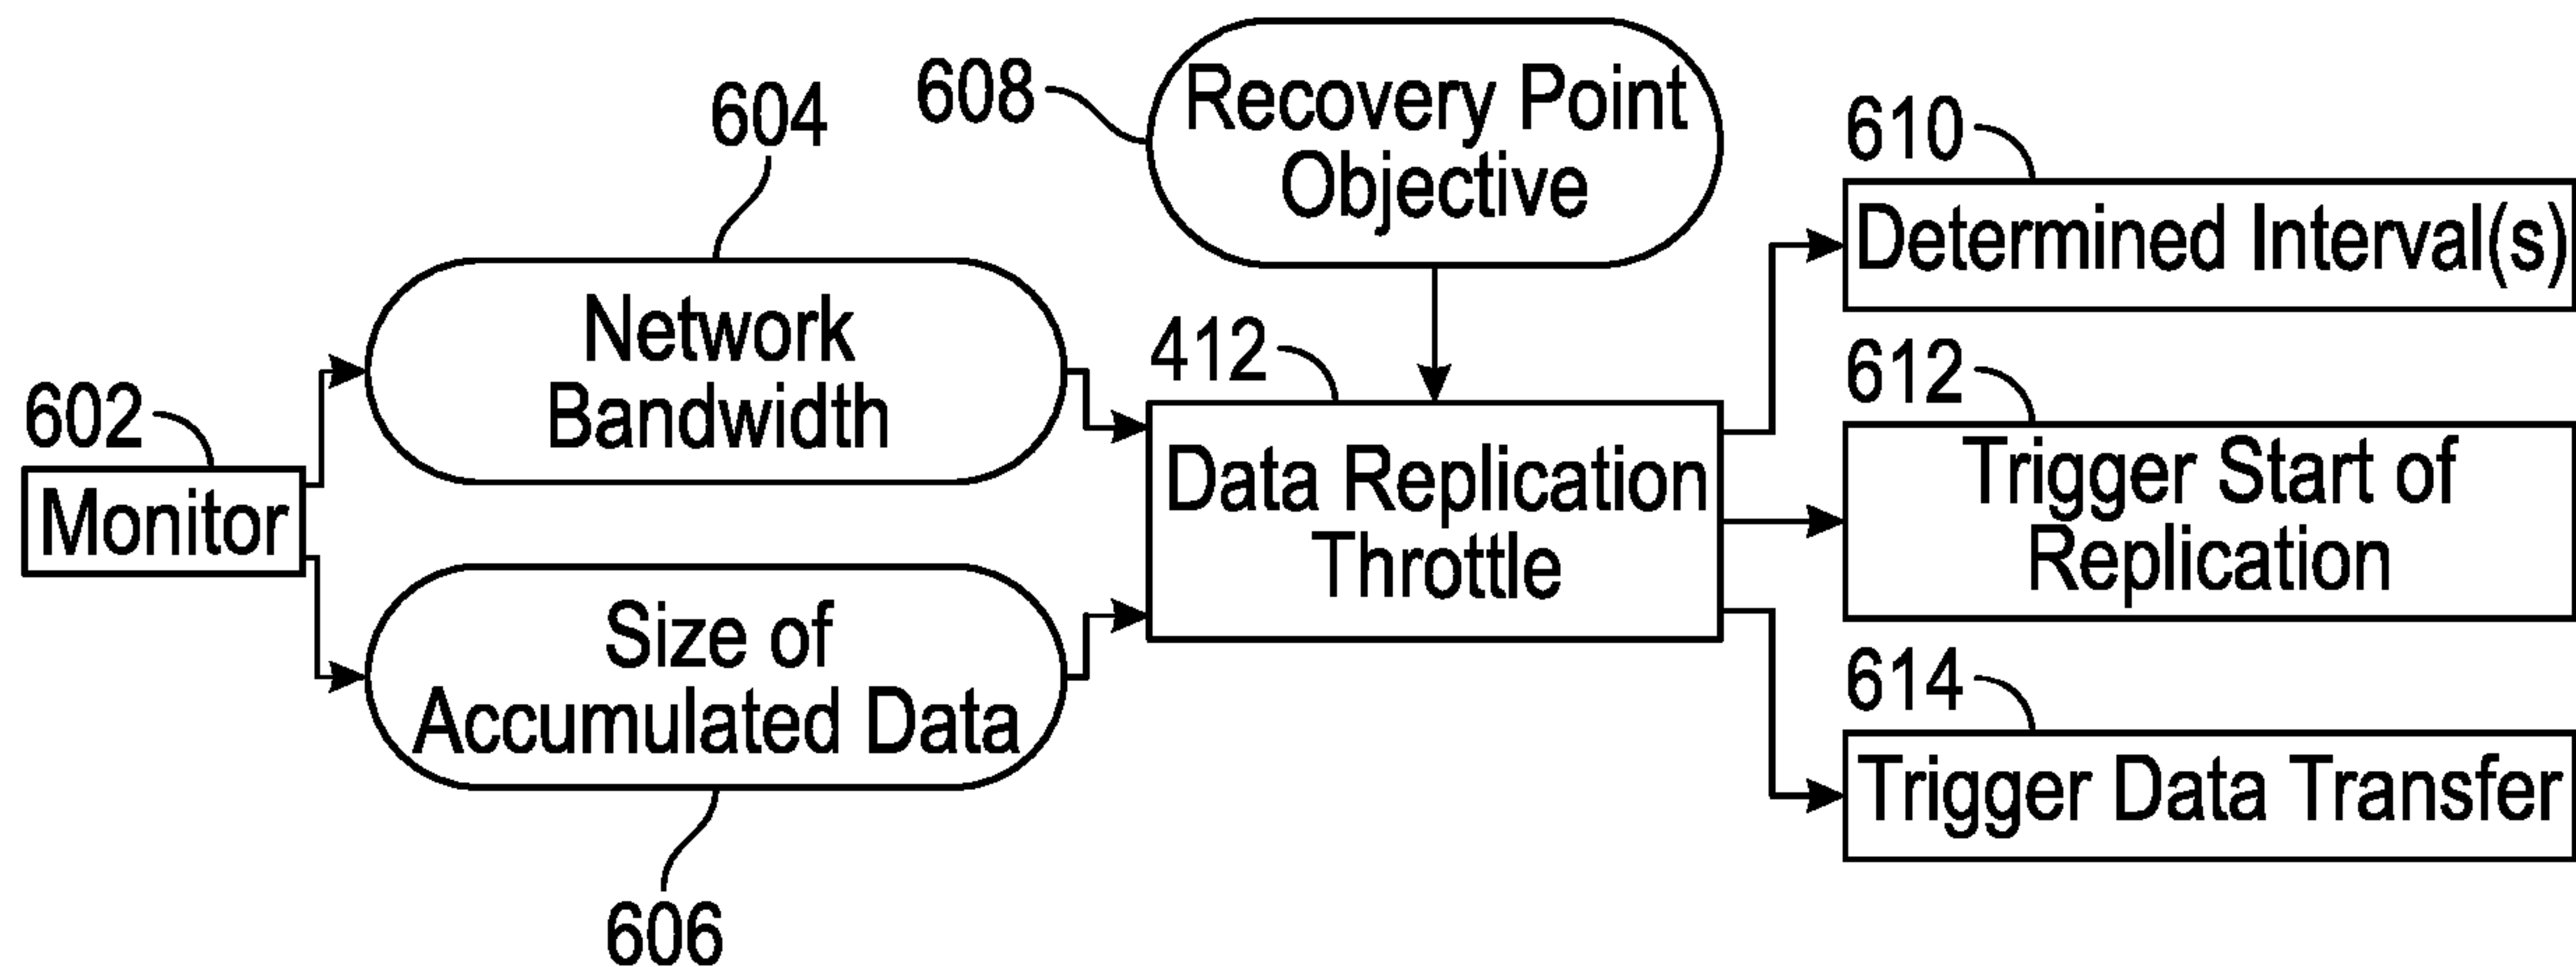 602
Monitor
604
Network
Bandwidth
Size of
Accumulated Data
606
608
Recovery Point
Objective
412
Data Replication
Throttle
610
Determined Interval(s)
612
Trigger Start of
Replication
614
Trigger Data Transfer